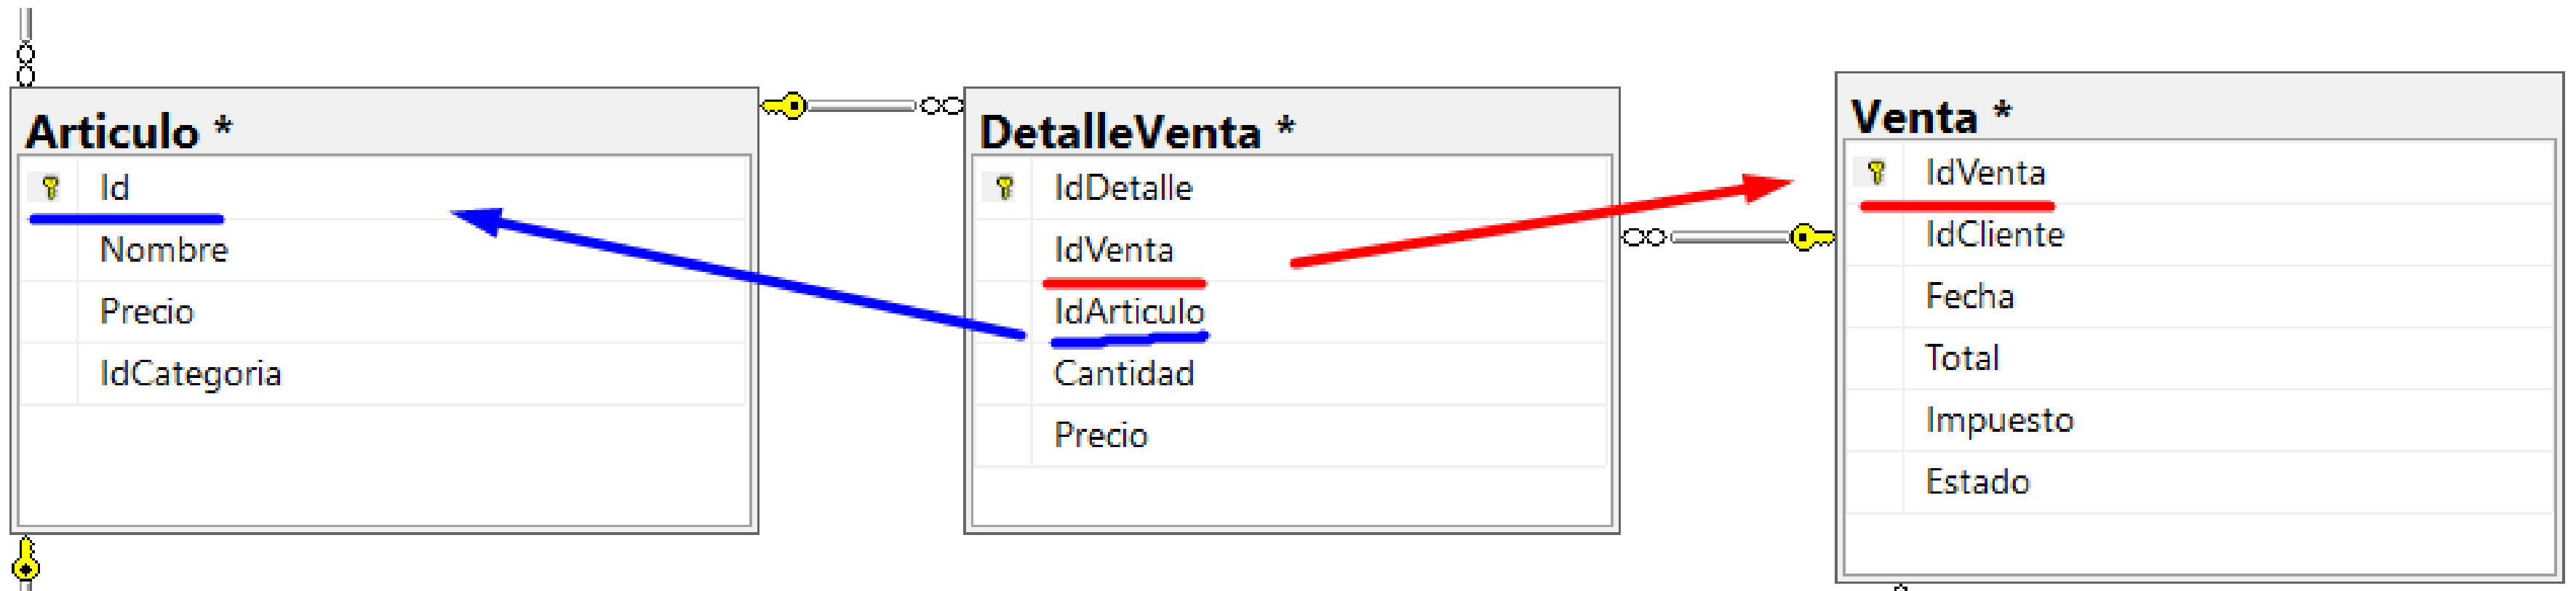 Articulo *
Id
Nombre
Precio
IdCategoria
DetalleVenta *
IdDetalle
IdVenta
IdArticulo
Cantidad
Precio
Venta *
IdVenta
IdCliente
Fecha
Total
Impuesto
Estado